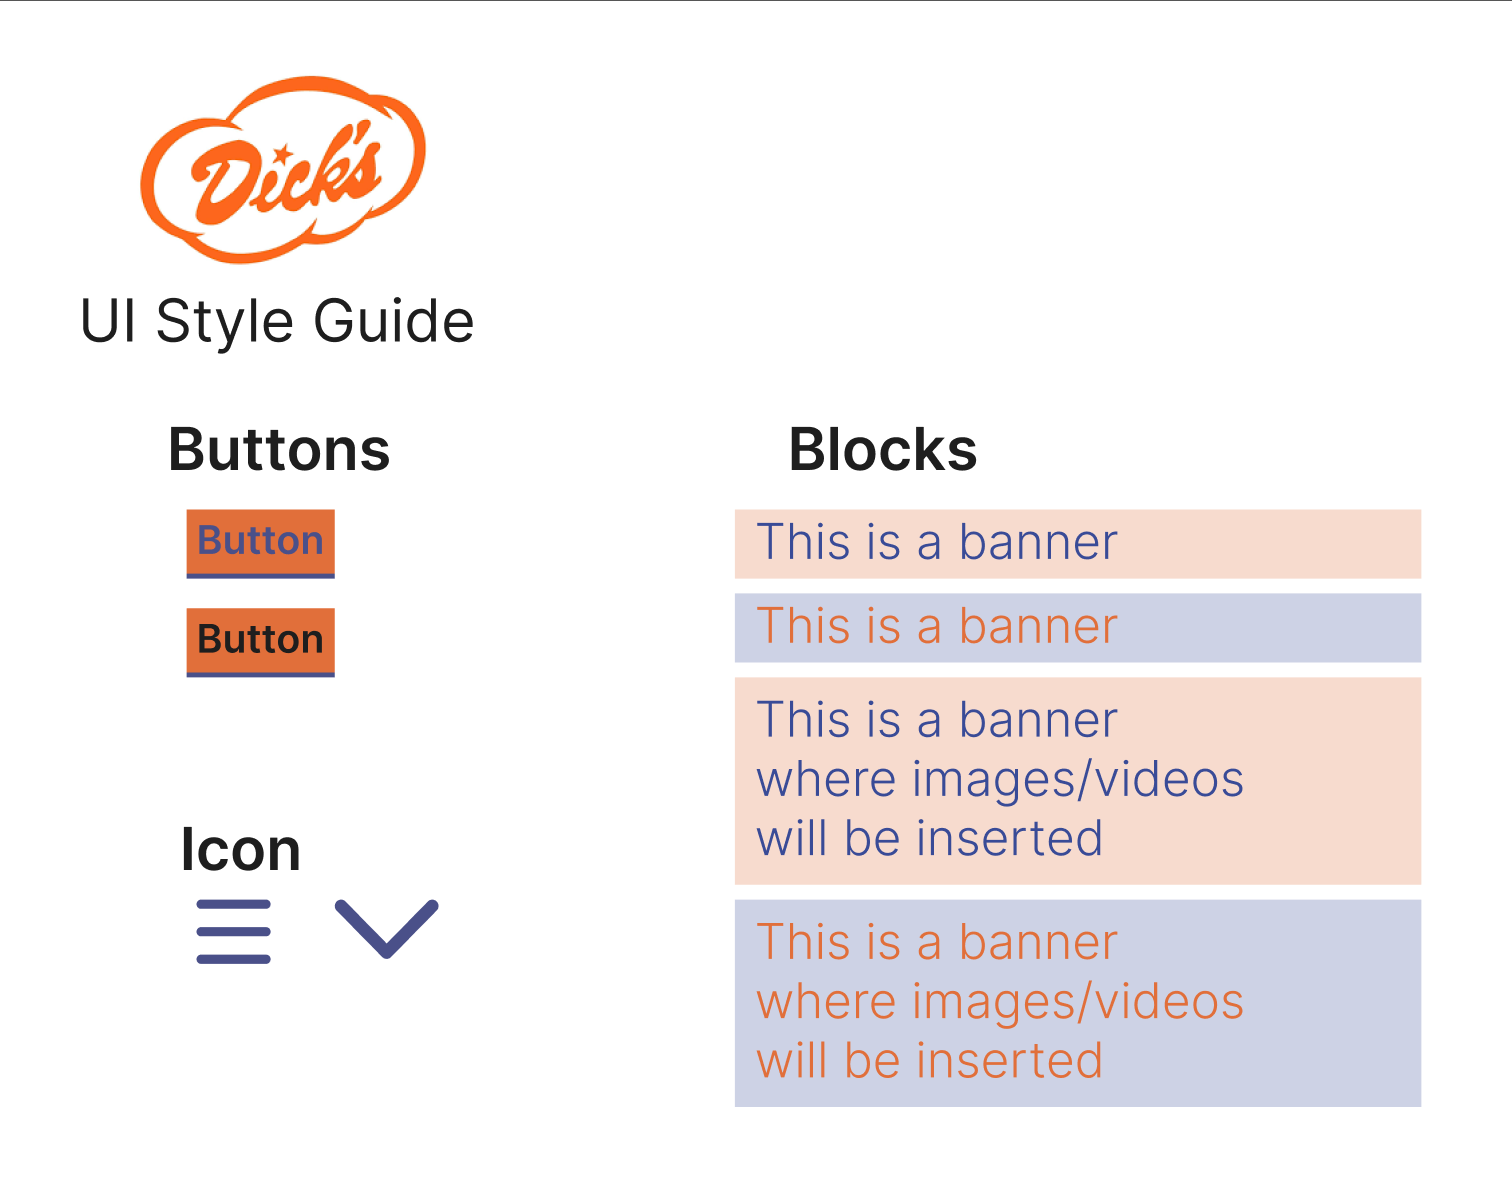 Dick's
UI Style Guide
Buttons
Button
Button
Icon
Blocks
This is a banner
This is a banner
This is a banner
where images/videos
will be inserted
This is a banner
where images/videos
will be inserted